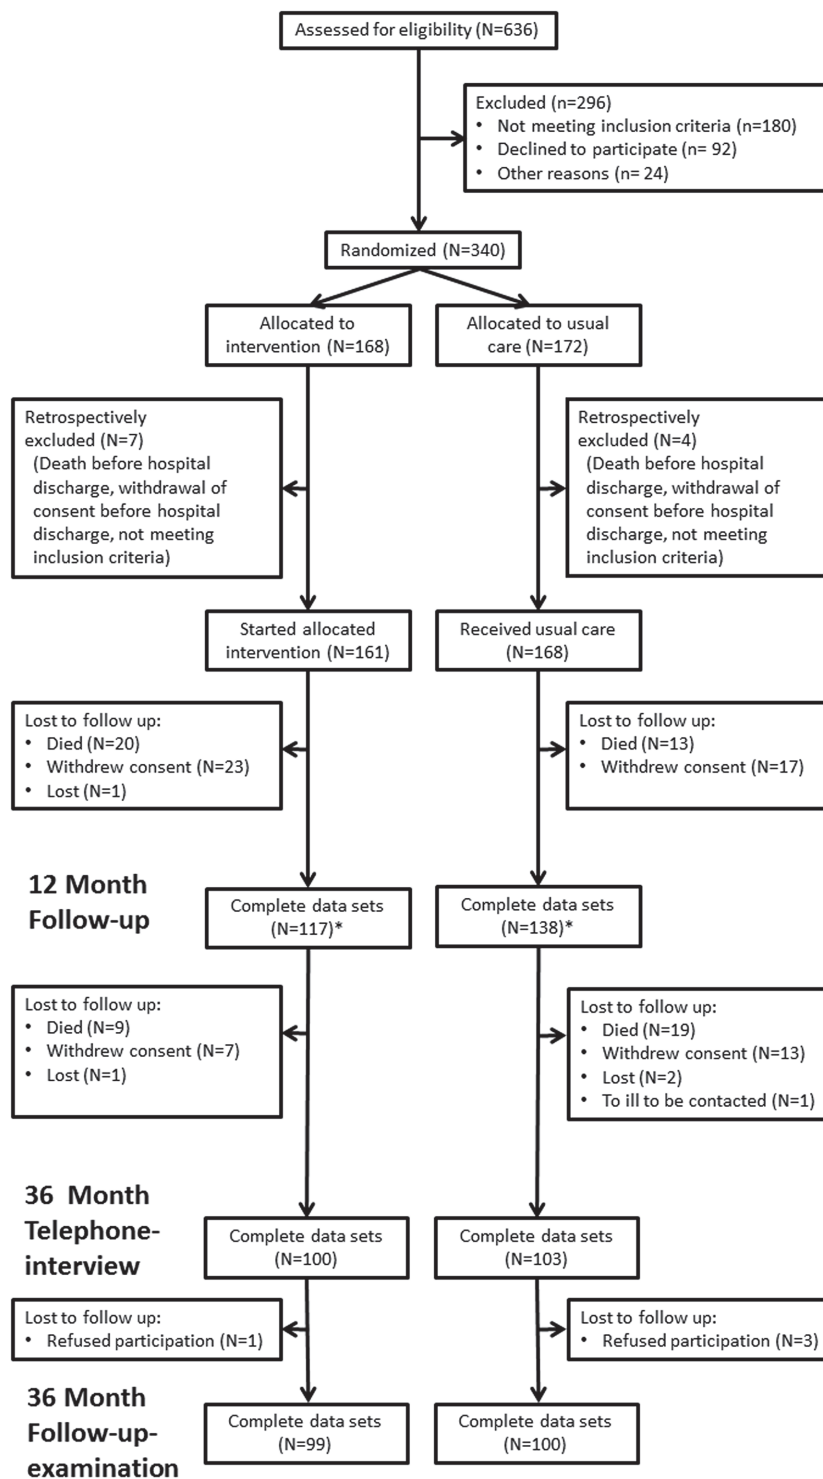 Assessed for eligibility (N=636)
Excluded (n=296)
• Not meeting inclusion criteria (n=180)
• Declined to participate (n= 92)
• Other reasons (n= 24)
Randomized (N=340)
Allocated to
intervention (N=168)
Allocated to usual
care (N=172)
Retrospectively
excluded (N=7)
(Death before hospital
discharge, withdrawal of
consent before hospital
discharge, not meeting
inclusion criteria)
Retrospectively
excluded (N=4)
(Death before hospital
discharge, withdrawal of
consent before hospital
discharge, not meeting
inclusion criteria)
Started allocated
intervention (N=161)
Received usual care
(N=168)
Lost to follow up:
• Died (N=20)
• Withdrew consent (N=23)
• Lost (N=1)
Lost to follow up:
• Died (N=13)
• Withdrew consent (N=17)
12 Month
Follow-up
Complete data sets
(N=117)*
Complete data sets
(N=138)*
Lost to follow up:
• Died (N=9)
• Withdrew consent (N=7)
• Lost (N=1)
Lost to follow up:
• Died (N=19)
• Withdrew consent (N=13)
• Lost (N=2)
• To ill to be contacted (N=1)
36 Month
Telephone-
interview
Complete data sets
(N=100)
Complete data sets
(N=103)
Lost to follow up:
• Refused participation (N=1)
Lost to follow up:
• Refused participation (N=3)
36 Month
Follow-up-
examination
Complete data sets
(N=99)
Complete data sets
(N=100)